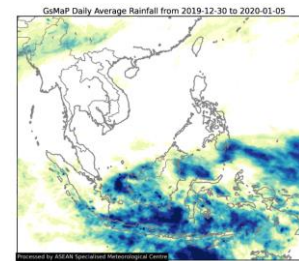 GsMaP Daily Average Rainfall from 2019-12-30 to 2020-01-05
Processed by ASEAN Specialised Meteorological Centre